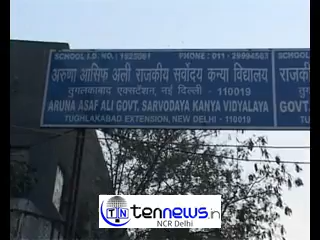 SCHOOL I.D. NO. 1925061 PHONE : 011 - 29994563
अरुणा आसिफ अली राजकीय सर्वोदय कन्या विद्यालय
तुगलकाबाद एक्सटेंशन, नई दिल्ली - 110019
ARUNA ASAF ALI GOVT. SARVODAYA KANYA VIDYALAYA
TUGHLAKABAD EXTENSION, NEW DELHI - 110019
SCHOOL
राजकी
GOVT.
TUG
TN tennews.in
NCR Delhi